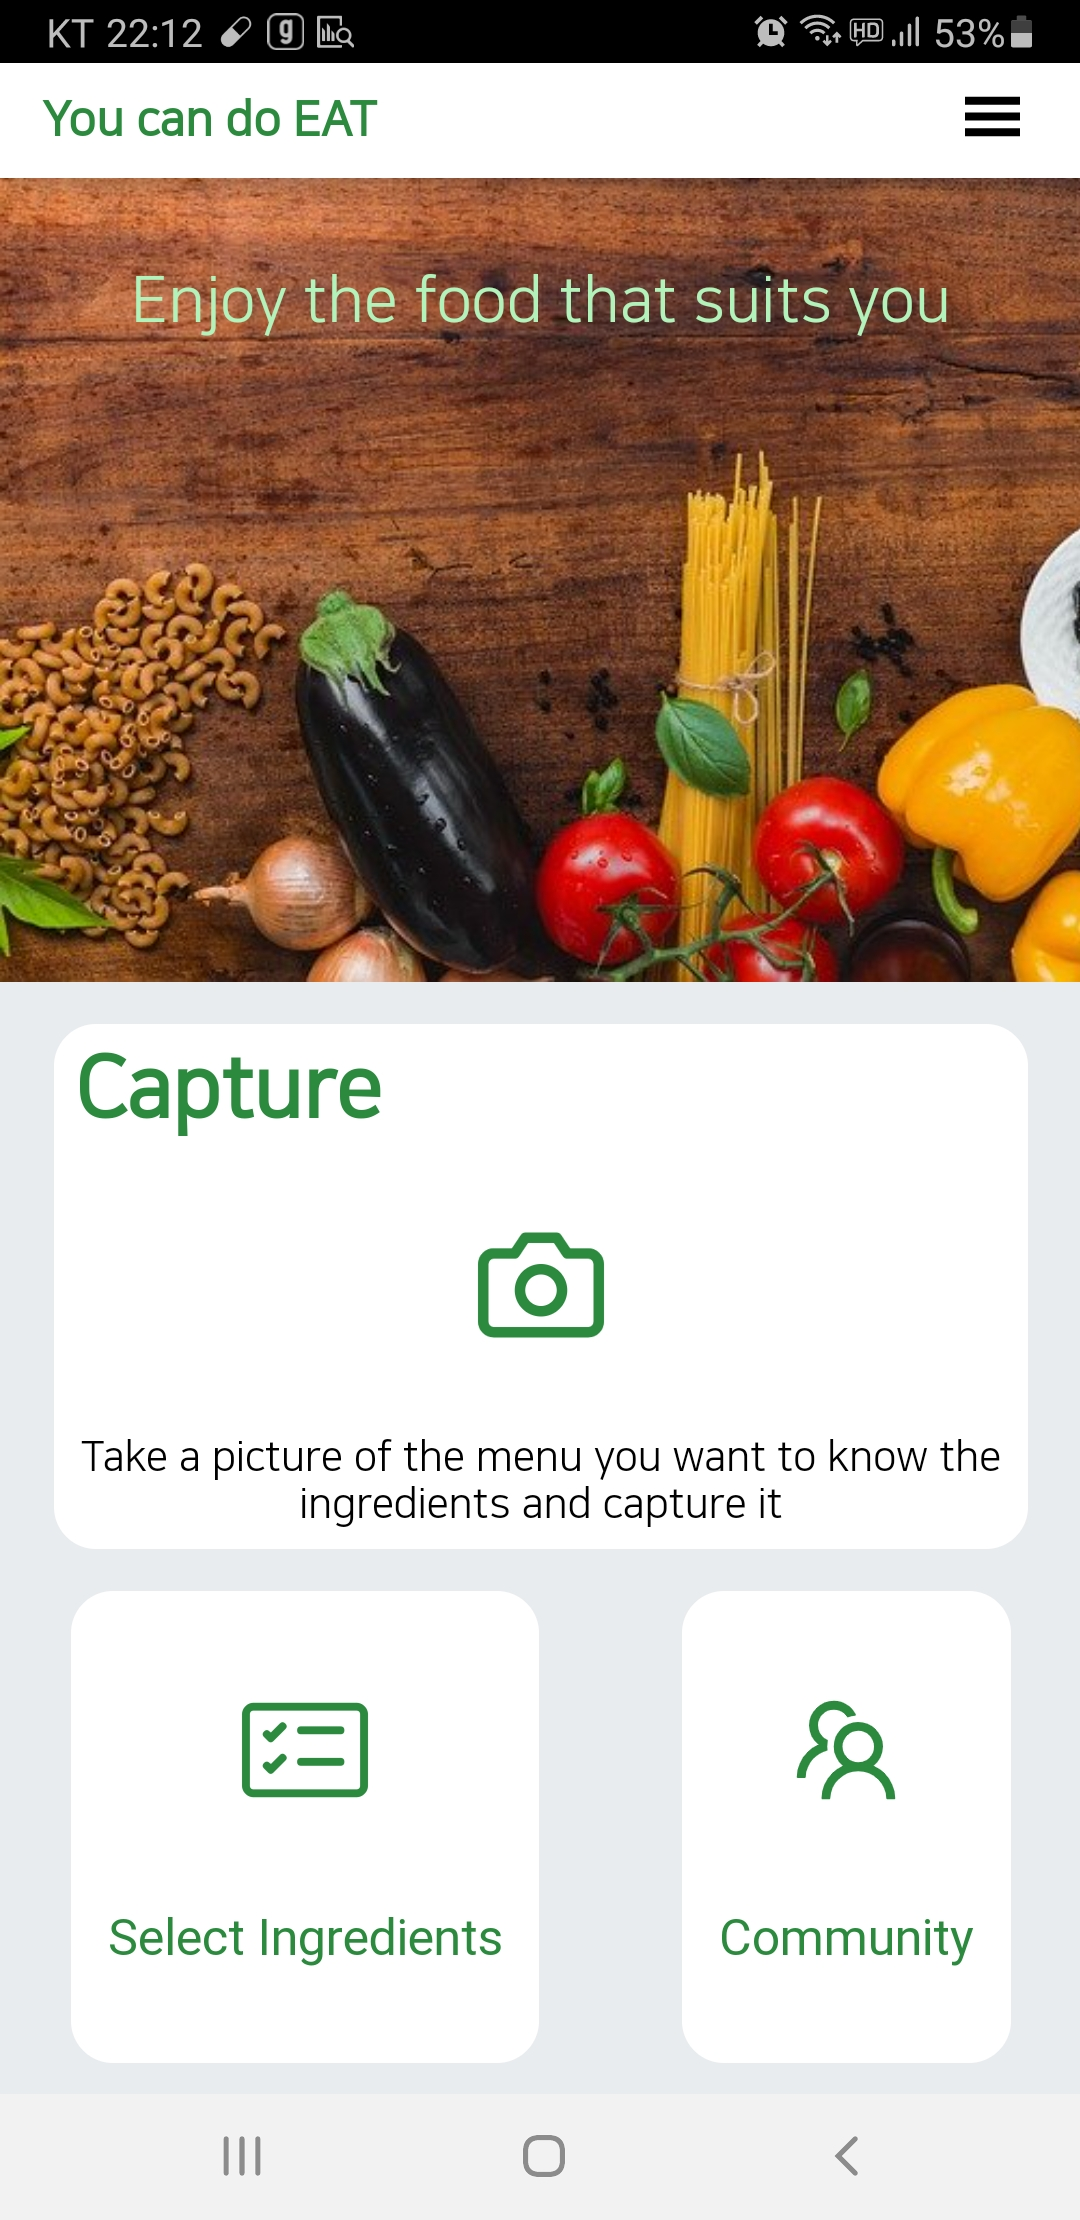 KT 22:12 g HD 53%
You can do EAT
Enjoy the food that suits you
Capture
Take a picture of the menu you want to know the
ingredients and capture it
Select Ingredients
Community